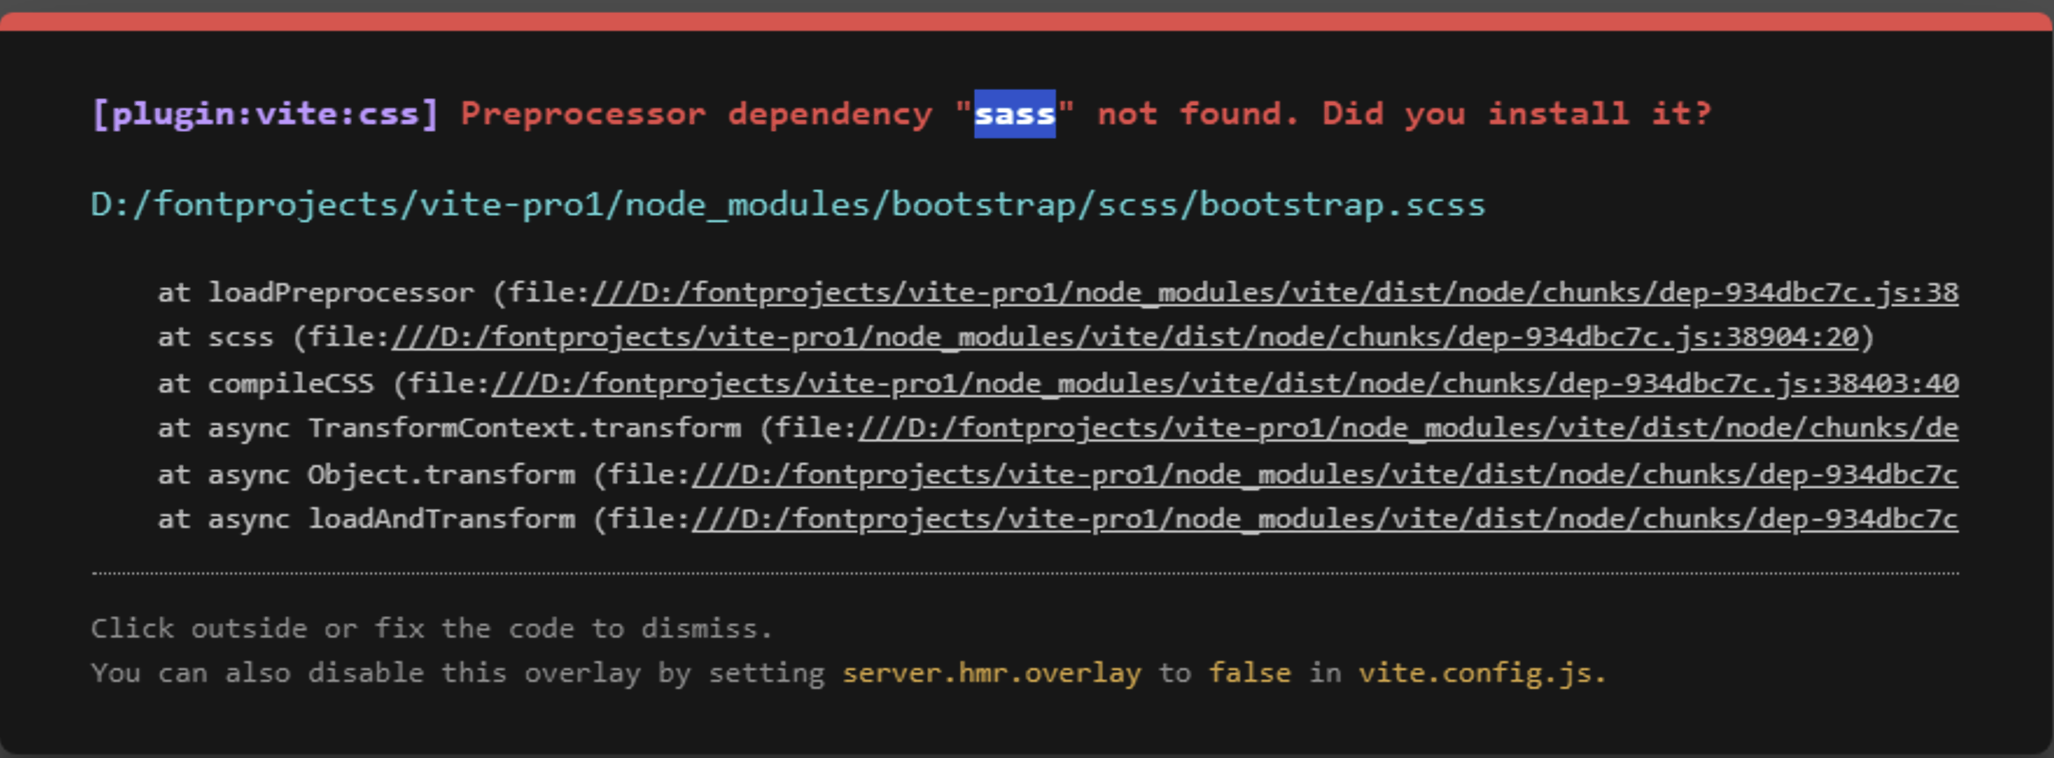 [plugin:vite:css] Preprocessor dependency "sass" not found. Did you install it?
D:/fontprojects/vite-pro1/node_modules/bootstrap/scss/bootstrap.scss
at loadPreprocessor (file:///D:/fontprojects/vite-pro1/node_modules/vite/dist/node/chunks/dep-934dbc7c.js:38
at scss (file:///D:/fontprojects/vite-pro1/node_modules/vite/dist/node/chunks/dep-934dbc7c.js:38904:20)
at compileCSS (file:///D:/fontprojects/vite-pro1/node_modules/vite/dist/node/chunks/dep-934dbc7c.js:38403:40
at async TransformContext.transform (file:///D:/fontprojects/vite-pro1/node_modules/vite/dist/node/chunks/de
at async Object.transform (file:///D:/fontprojects/vite-pro1/node_modules/vite/dist/node/chunks/dep-934dbc7c
at async loadAndTransform (file:///D:/fontprojects/vite-pro1/node_modules/vite/dist/node/chunks/dep-934dbc7c
Click outside or fix the code to dismiss.
You can also disable this overlay by setting server.hmr.overlay to false in vite.config.js.